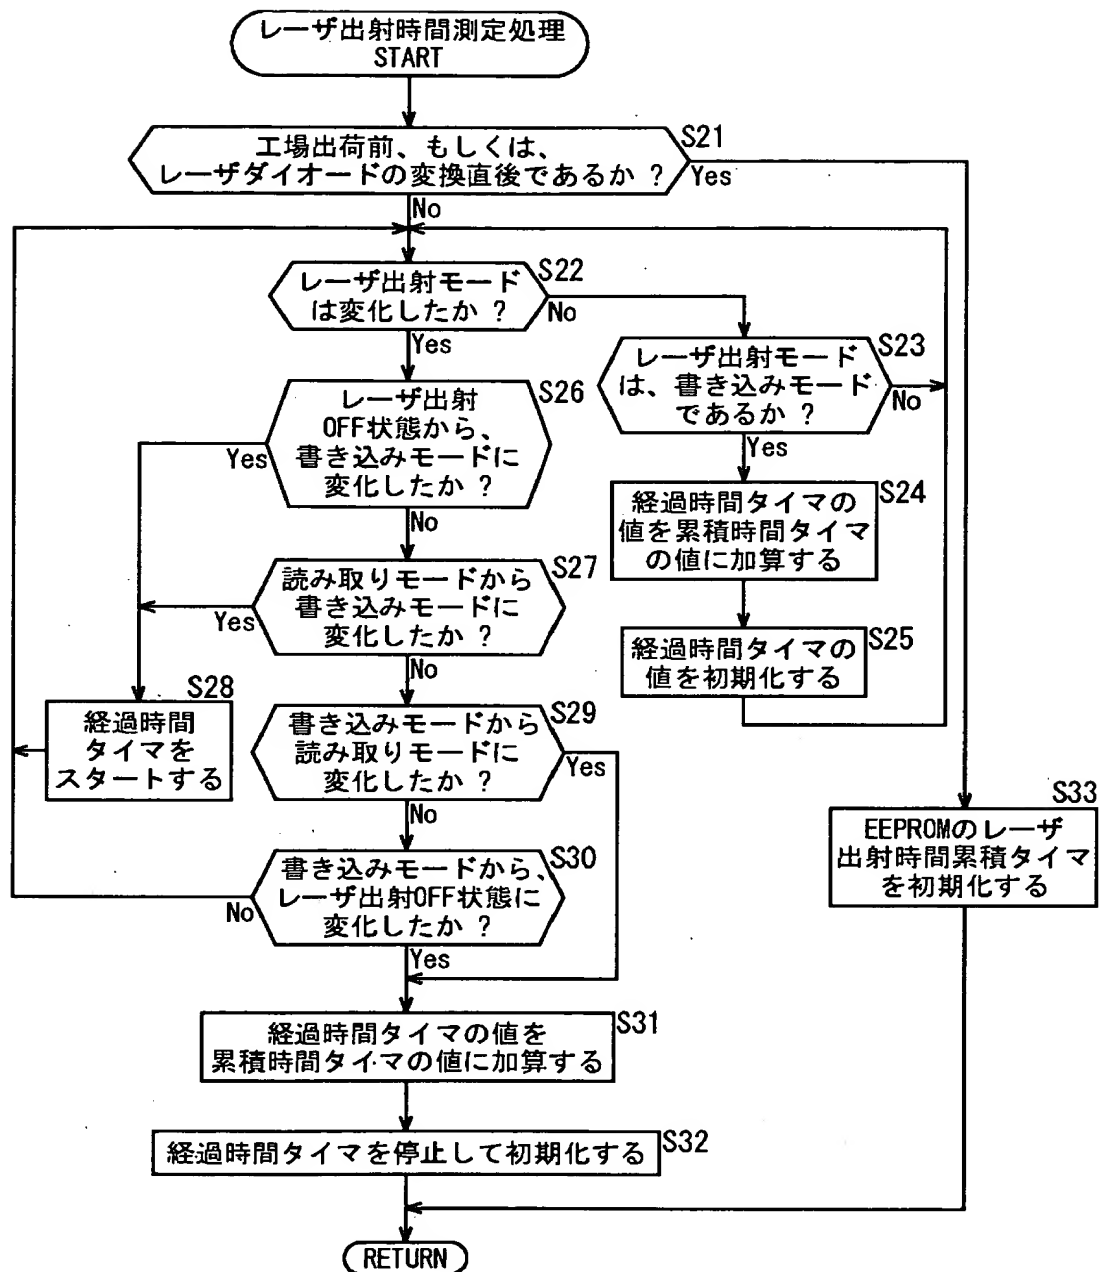 レーザ出射時間測定処理
START
工場出荷前、もしくは、
レーザダイオードの変換直後であるか ?
S21
Yes
No
レーザ出射モード
は変化したか ?
S22
No
Yes
レーザ出射モード
は、書き込みモード
であるか ?
S23
No
Yes
経過時間タイマの
値を累積時間タイマ
の値に加算する
S24
経過時間タイマの
値を初期化する
S25
レーザ出射
OFF状態から、
書き込みモードに
変化したか ?
S26
Yes
No
読み取りモードから
書き込みモードに
変化したか ?
S27
Yes
No
経過時間
タイマを
スタートする
S28
書き込みモードから
読み取りモードに
変化したか ?
S29
Yes
No
書き込みモードから、
レーザ出射OFF状態に
変化したか ?
S30
No
Yes
経過時間タイマの値を
累積時間タイマの値に加算する
S31
経過時間タイマを停止して初期化する
S32
EEPROMのレーザ
出射時間累積タイマ
を初期化する
S33
RETURN